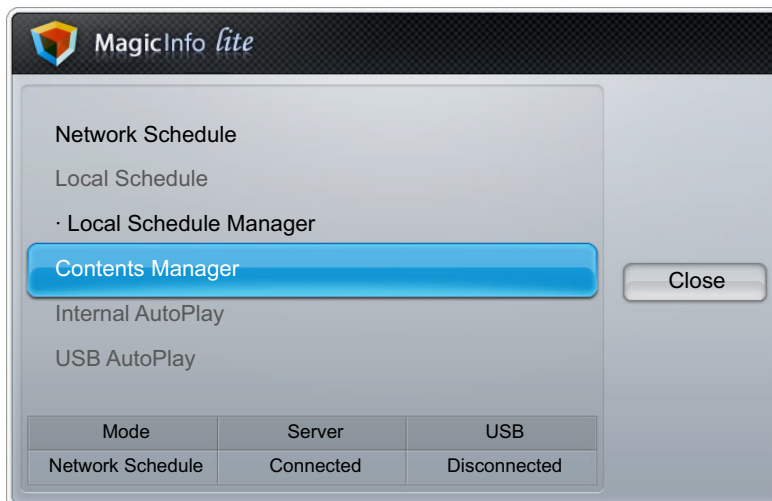 MagicInfo lite
Network Schedule
Local Schedule
· Local Schedule Manager
Contents Manager
Close
Internal AutoPlay
USB AutoPlay
Mode Server USB
Network Schedule Connected Disconnected